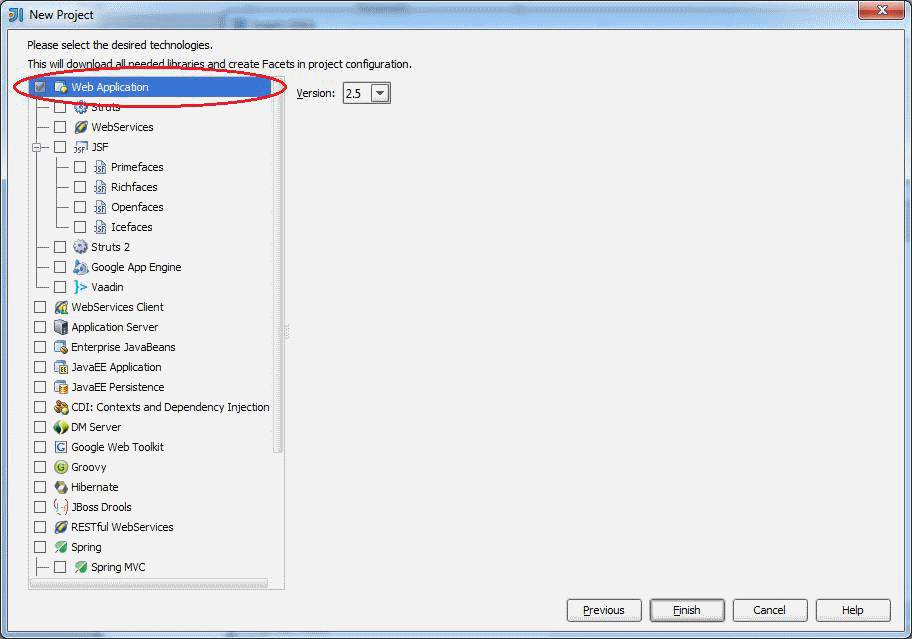 New Project
Please select the desired technologies.
This will download all needed libraries and create Facets in project configuration.
Web Application
Version: 2.5
Struts
WebServices
JSF
Primefaces
Richfaces
Openfaces
Icefaces
Struts 2
Google App Engine
Vaadin
WebServices Client
Application Server
Enterprise JavaBeans
JavaEE Application
JavaEE Persistence
CDI: Contexts and Dependency Injection
DM Server
Google Web Toolkit
Groovy
Hibernate
JBoss Drools
RESTful WebServices
Spring
Spring MVC
Previous Finish Cancel Help